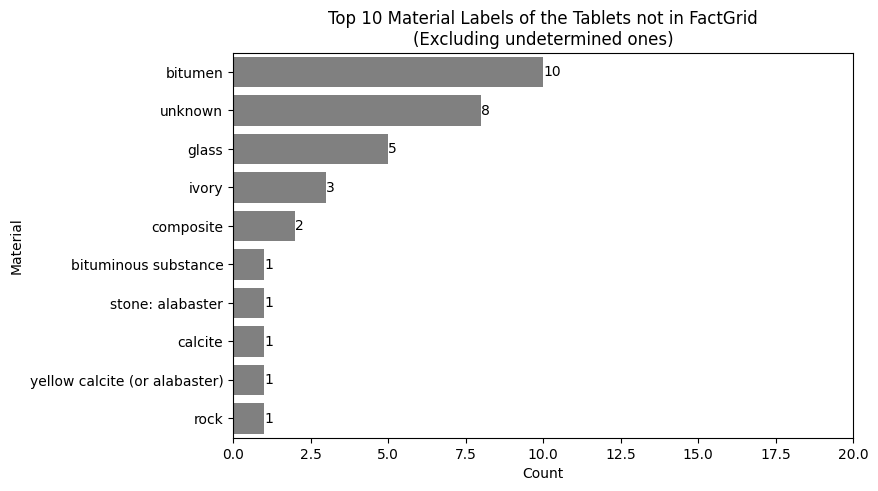 Top 10 Material Labels of the Tablets not in FactGrid
(Excluding undetermined ones)
Material
bitumen 10
unknown 8
glass 5
ivory 3
composite 2
bituminous substance 1
stone: alabaster 1
calcite 1
yellow calcite (or alabaster) 1
rock 1
0.0 2.5 5.0 7.5 10.0 12.5 15.0 17.5 20.0
Count